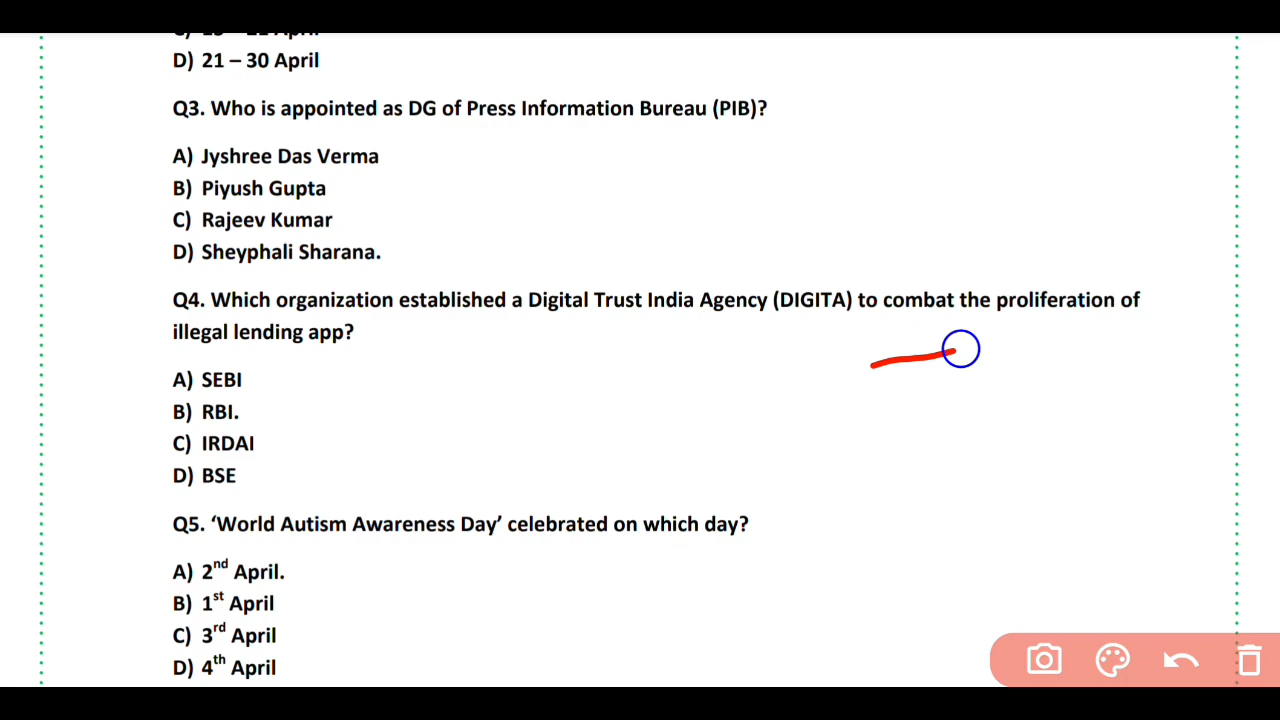 D) 21 – 30 April
Q3. Who is appointed as DG of Press Information Bureau (PIB)?
A) Jyshree Das Verma
B) Piyush Gupta
C) Rajeev Kumar
D) Sheyphali Sharana.
Q4. Which organization established a Digital Trust India Agency (DIGITA) to combat the proliferation of
illegal lending app?
A) SEBI
B) RBI.
C) IRDAI
D) BSE
Q5. ‘World Autism Awareness Day’ celebrated on which day?
A) 2nd April.
B) 1st April
C) 3rd April
D) 4th April